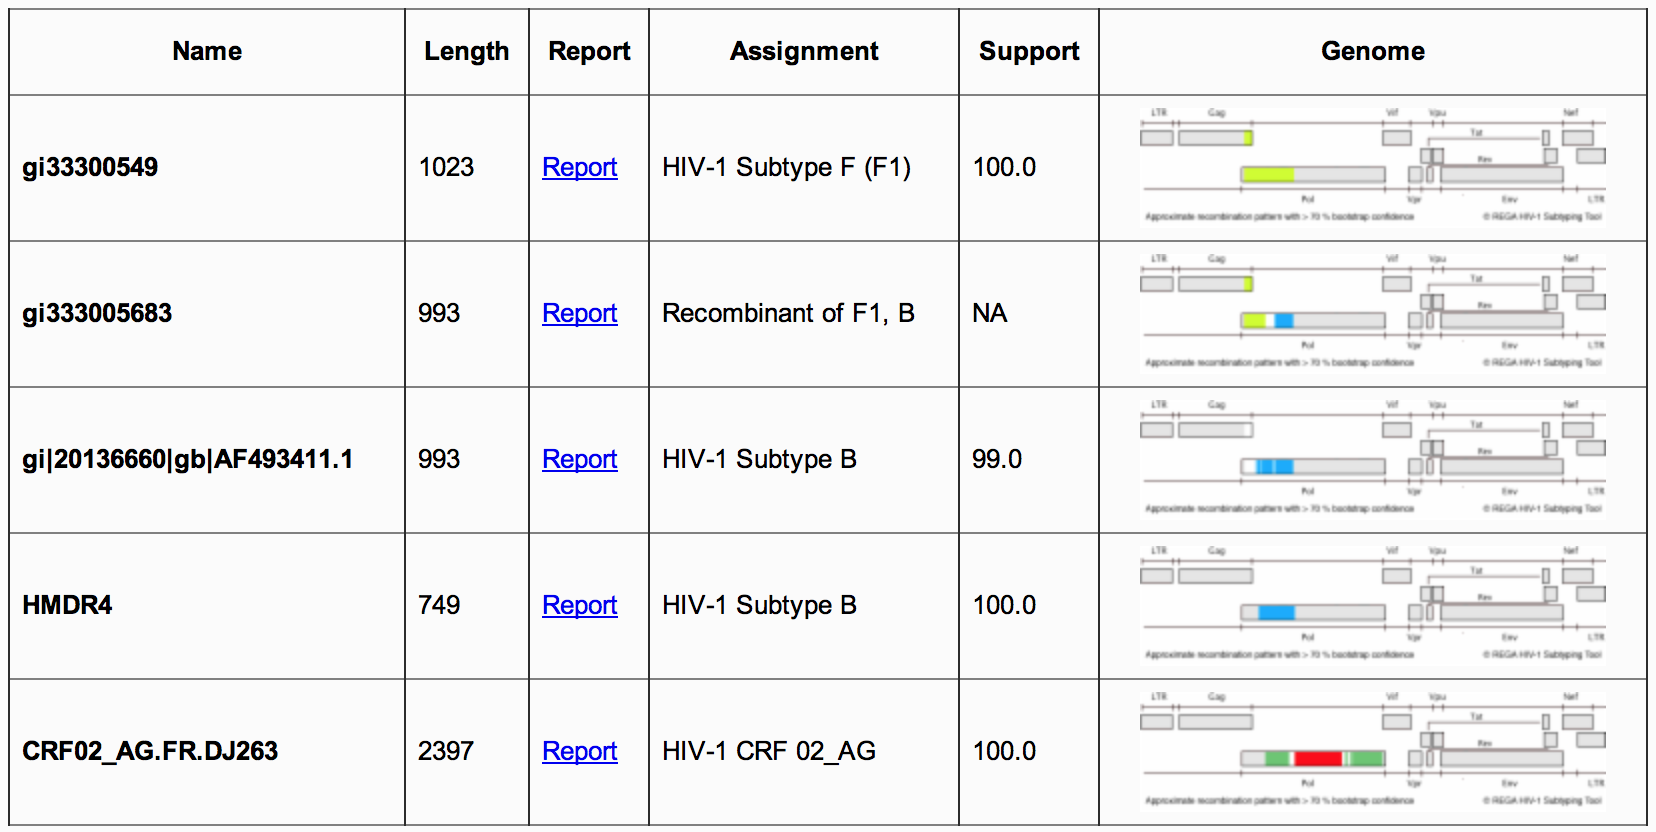 Name Length Report Assignment Support Genome
LTR Gag Vif Vpu Nef
Tat
gi33300549 1023 Report HIV-1 Subtype F (F1) 100.0 Rev
Pol Vpr Env LTR
Approximate recombination pattern with > 70 % bootstrap confidence © REGA HIV-1 Subtyping Tool
LTR Gag Vif Vpu Nef
Tat
gi333005683 993 Report Recombinant of F1, B NA Rev
Pol Vpr Env LTR
Approximate recombination pattern with > 70 % bootstrap confidence © REGA HIV-1 Subtyping Tool
LTR Gag Vif Vpu Nef
Tat
gi|20136660|gb|AF493411.1 993 Report HIV-1 Subtype B 99.0 Rev
Pol Vpr Env LTR
Approximate recombination pattern with > 70 % bootstrap confidence © REGA HIV-1 Subtyping Tool
LTR Gag Vif Vpu Nef
Tat
HMDR4 749 Report HIV-1 Subtype B 100.0 Rev
Pol Vpr Env LTR
Approximate recombination pattern with > 70 % bootstrap confidence © REGA HIV-1 Subtyping Tool
LTR Gag Vif Vpu Nef
Tat
CRF02_AG.FR.DJ263 2397 Report HIV-1 CRF 02_AG 100.0 Rev
Pol Vpr Env LTR
Approximate recombination pattern with > 70 % bootstrap confidence © REGA HIV-1 Subtyping Tool